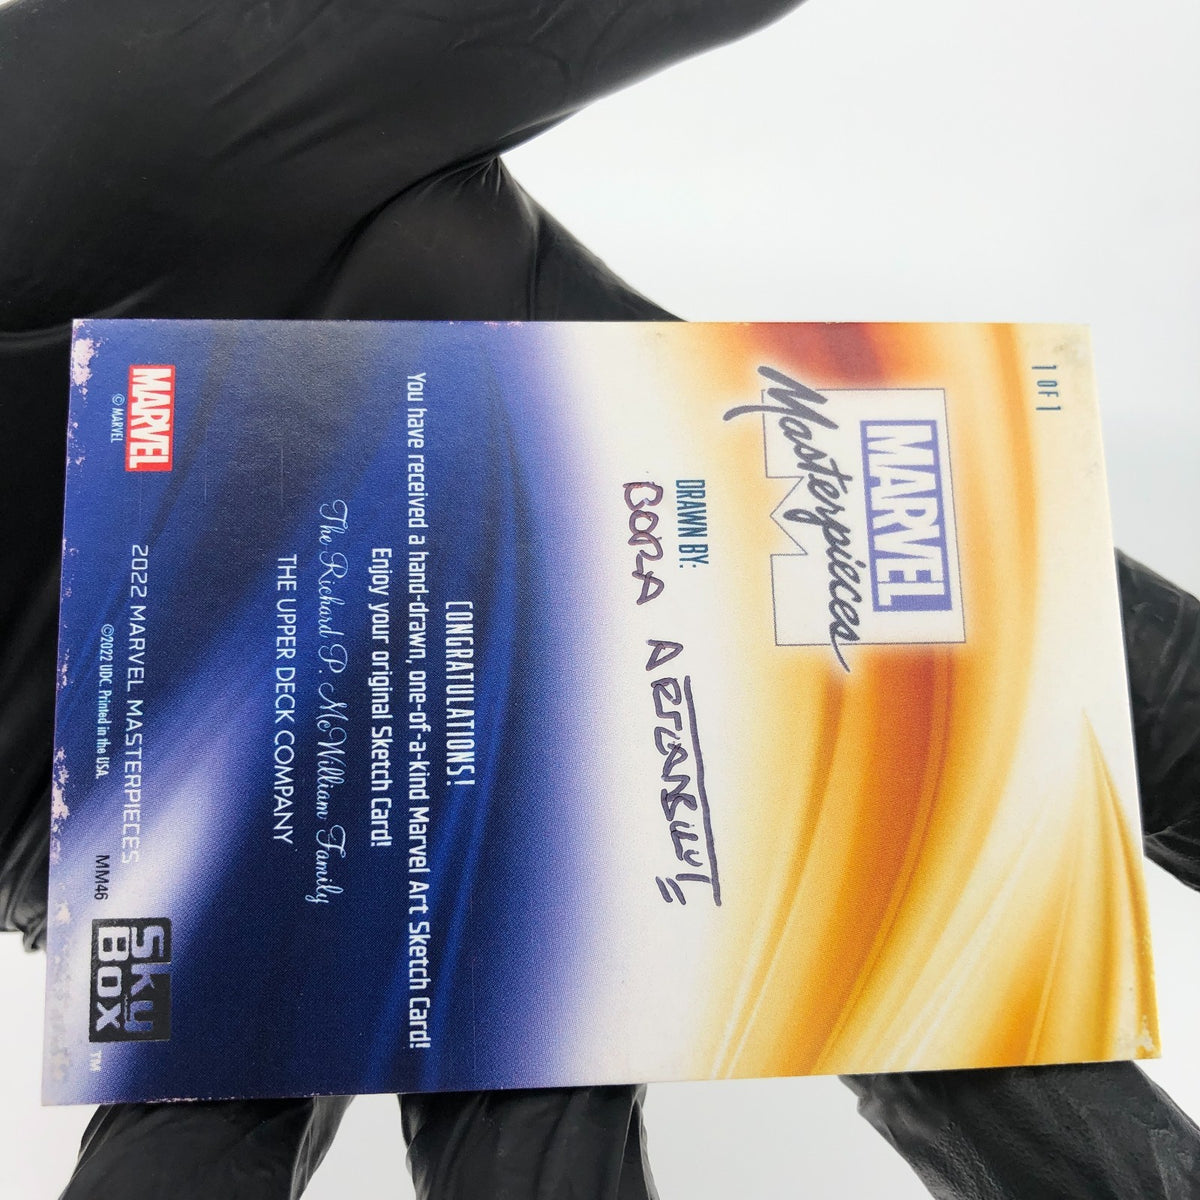 1 OF 1
MARVEL
Masterpieces
DRAWN BY:
BORA
CONGRATULATIONS!
You have received a hand-drawn, one-of-a-kind Marvel Art Sketch Card!
Enjoy your original Sketch Card!
The Richard P. McWilliam Family
THE UPPER DECK COMPANY
MARVEL
© MARVEL
2022 MARVEL MASTERPIECES
©2022 UDC. Printed in the USA.
MM46
Sky
Box
TM